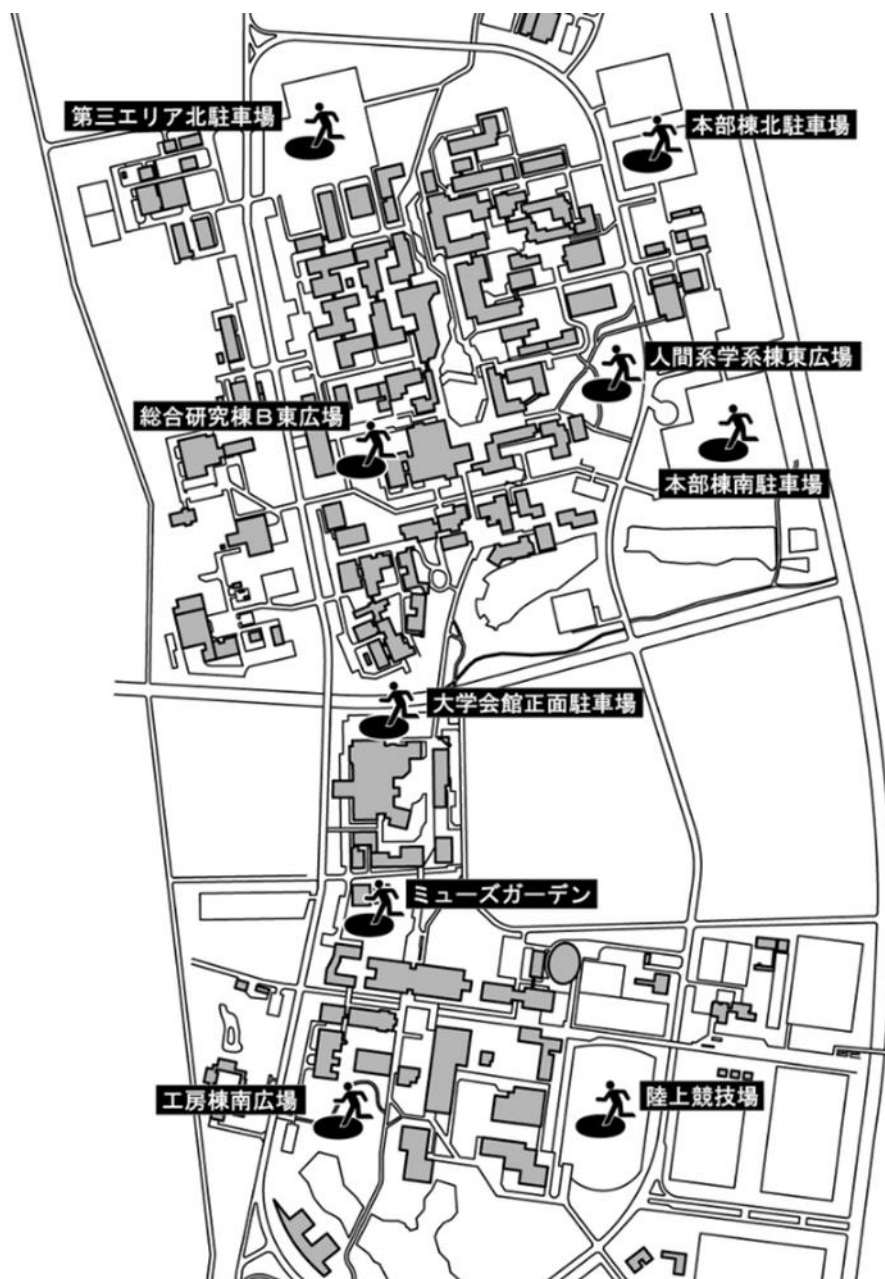 第三エリア北駐車場
本部棟北駐車場
人間系学系棟東広場
総合研究棟B東広場
本部棟南駐車場
大学会館正面駐車場
ミューズガーデン
工房棟南広場
陸上競技場